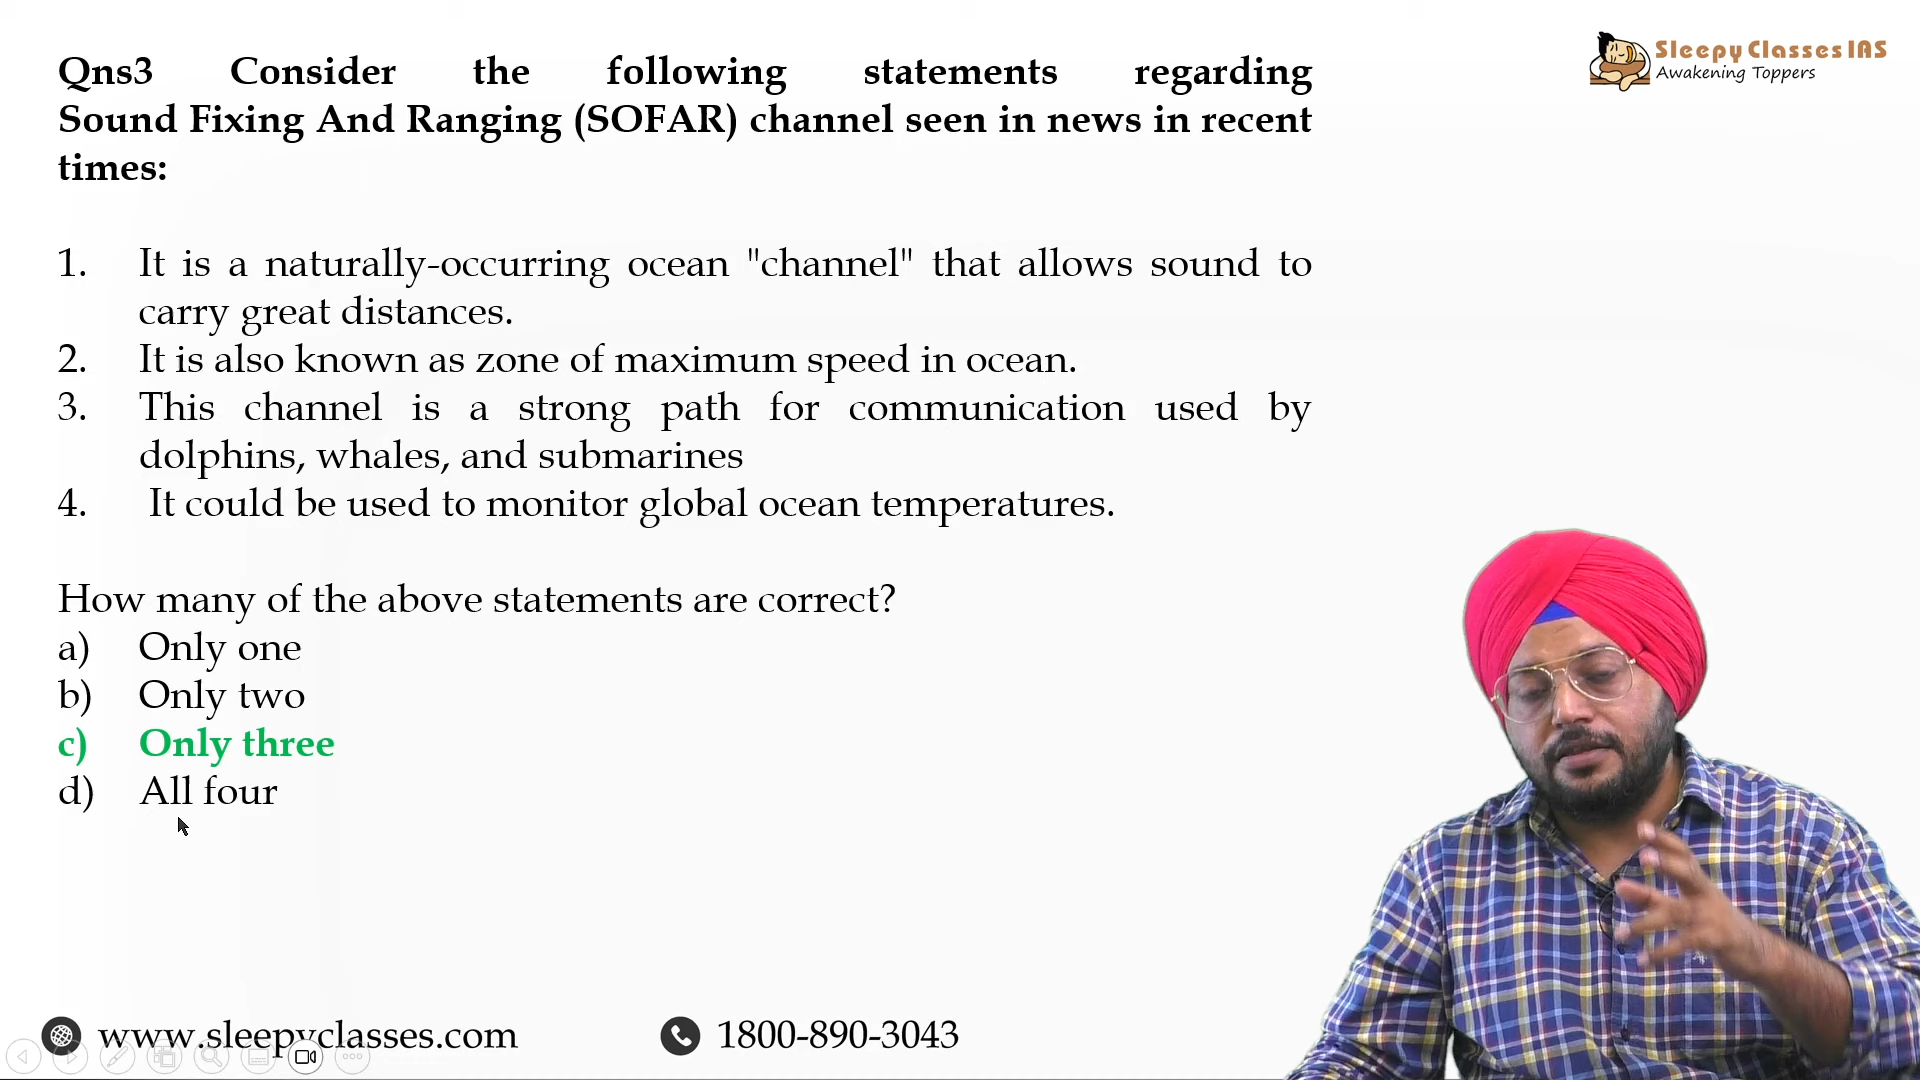 Sleepy Classes IAS
Awakening Toppers
Qns3 Consider the following statements regarding
Sound Fixing And Ranging (SOFAR) channel seen in news in recent
times:
1. It is a naturally-occurring ocean "channel" that allows sound to
carry great distances.
2. It is also known as zone of maximum speed in ocean.
3. This channel is a strong path for communication used by
dolphins, whales, and submarines
4. It could be used to monitor global ocean temperatures.
How many of the above statements are correct?
a) Only one
b) Only two
c) Only three
d) All four
www.sleepyclasses.com
1800-890-3043